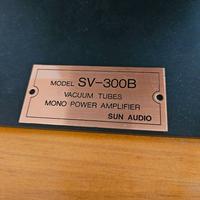 MODEL SV-300B
VACUUM TUBES
MONO POWER AMPLIFIER
SUN AUDIO